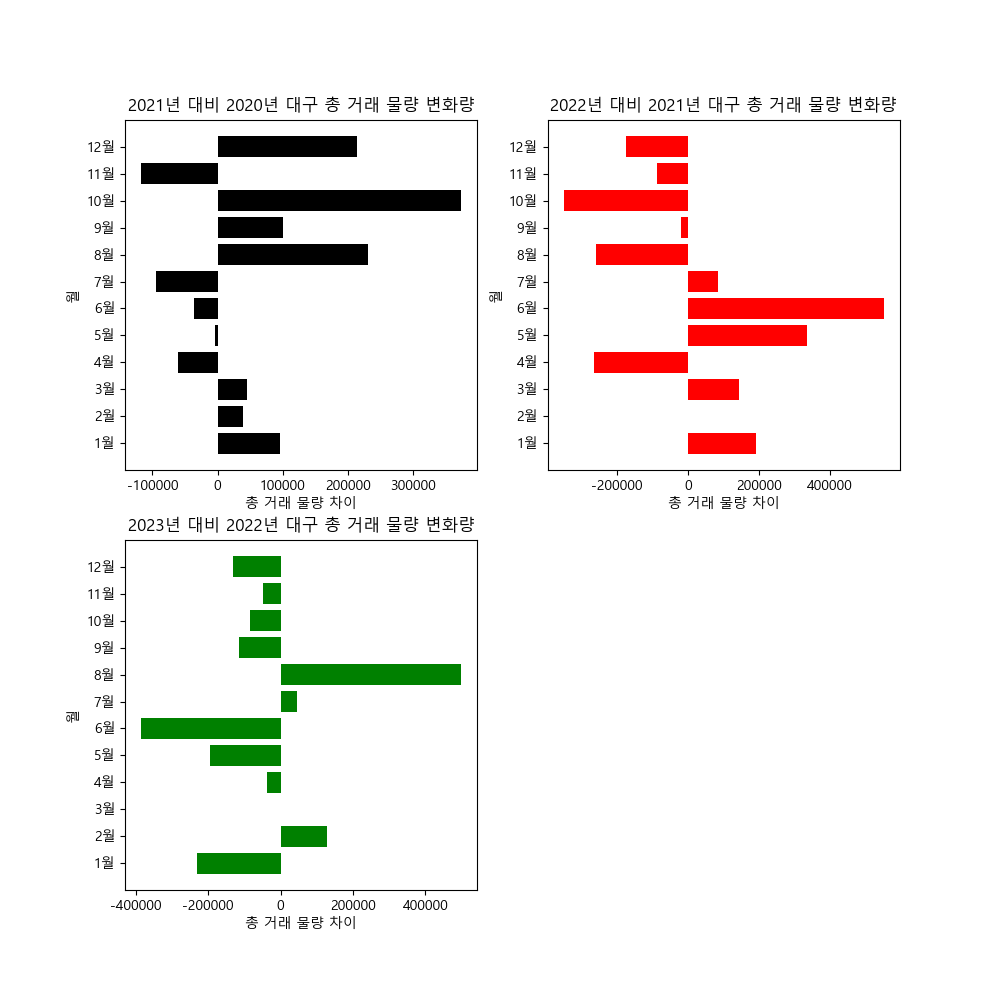 2021년 대비 2020년 대구 총 거래 물량 변화량
12월
11월
10월
9월
8월
7월
6월
5월
4월
3월
2월
1월
월
-100000 0 100000 200000 300000
총 거래 물량 차이
2022년 대비 2021년 대구 총 거래 물량 변화량
12월
11월
10월
9월
8월
7월
6월
5월
4월
3월
2월
1월
월
-200000 0 200000 400000
총 거래 물량 차이
2023년 대비 2022년 대구 총 거래 물량 변화량
12월
11월
10월
9월
8월
7월
6월
5월
4월
3월
2월
1월
월
-400000 -200000 0 200000 400000
총 거래 물량 차이